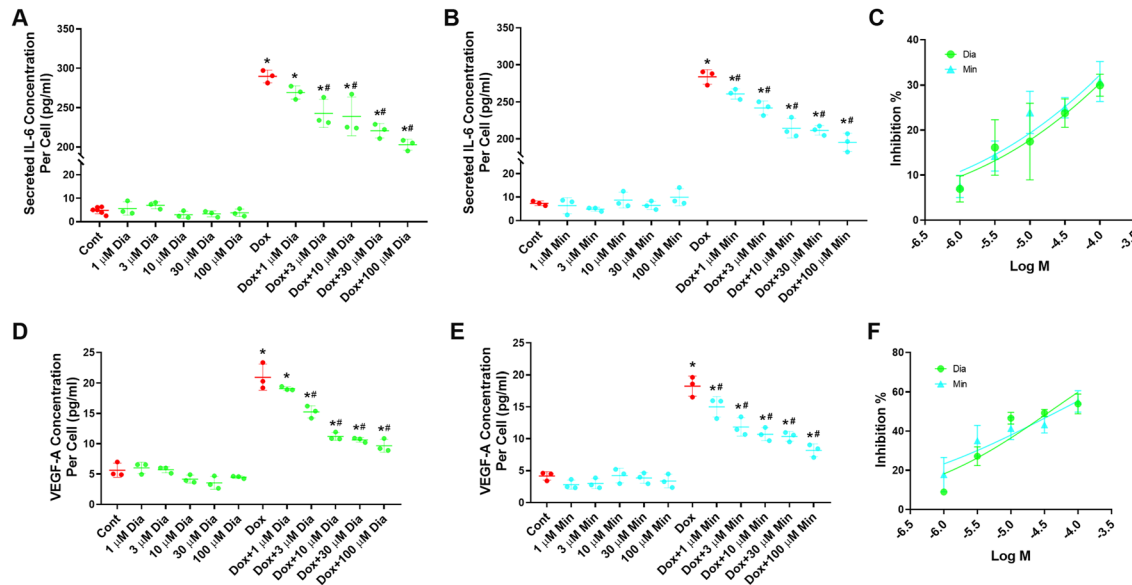 A
Secreted IL-6 Concentration
Per Cell (pg/ml)
350
300
250
200
20
10
0
Cont
1 μM Dia
3 μM Dia
10 μM Dia
30 μM Dia
100 μM Dia
Dox
Dox+1 μM Dia
Dox+3 μM Dia
Dox+10 μM Dia
Dox+30 μM Dia
Dox+100 μM Dia
*
*
*#
*#
*#
*#
B
Secreted IL-6 Concentration
Per Cell (pg/ml)
350
300
250
200
20
10
0
Cont
1 μM Min
3 μM Min
10 μM Min
30 μM Min
100 μM Min
Dox
Dox+1 μM Min
Dox+3 μM Min
Dox+10 μM Min
Dox+30 μM Min
Dox+100 μM Min
*
*#
*#
*#
*#
*#
C
Inhibition %
40
30
20
10
0
Dia
Min
-6.5
-6.0
-5.5
-5.0
-4.5
-4.0
-3.5
Log M
D
VEGF-A Concentration
Per Cell (pg/ml)
25
20
15
10
5
0
Cont
1 μM Dia
3 μM Dia
10 μM Dia
30 μM Dia
100 μM Dia
Dox
Dox+1 μM Dia
Dox+3 μM Dia
Dox+10 μM Dia
Dox+30 μM Dia
Dox+100 μM Dia
*
*
*#
*#
*#
*#
E
VEGF-A Concentration
Per Cell (pg/ml)
25
20
15
10
5
0
Cont
1 μM Min
3 μM Min
10 μM Min
30 μM Min
100 μM Min
Dox
Dox+1 μM Min
Dox+3 μM Min
Dox+10 μM Min
Dox+30 μM Min
Dox+100 μM Min
*
*#
*#
*#
*#
*#
F
Inhibition %
80
60
40
20
0
Dia
Min
-6.5
-6.0
-5.5
-5.0
-4.5
-4.0
-3.5
Log M